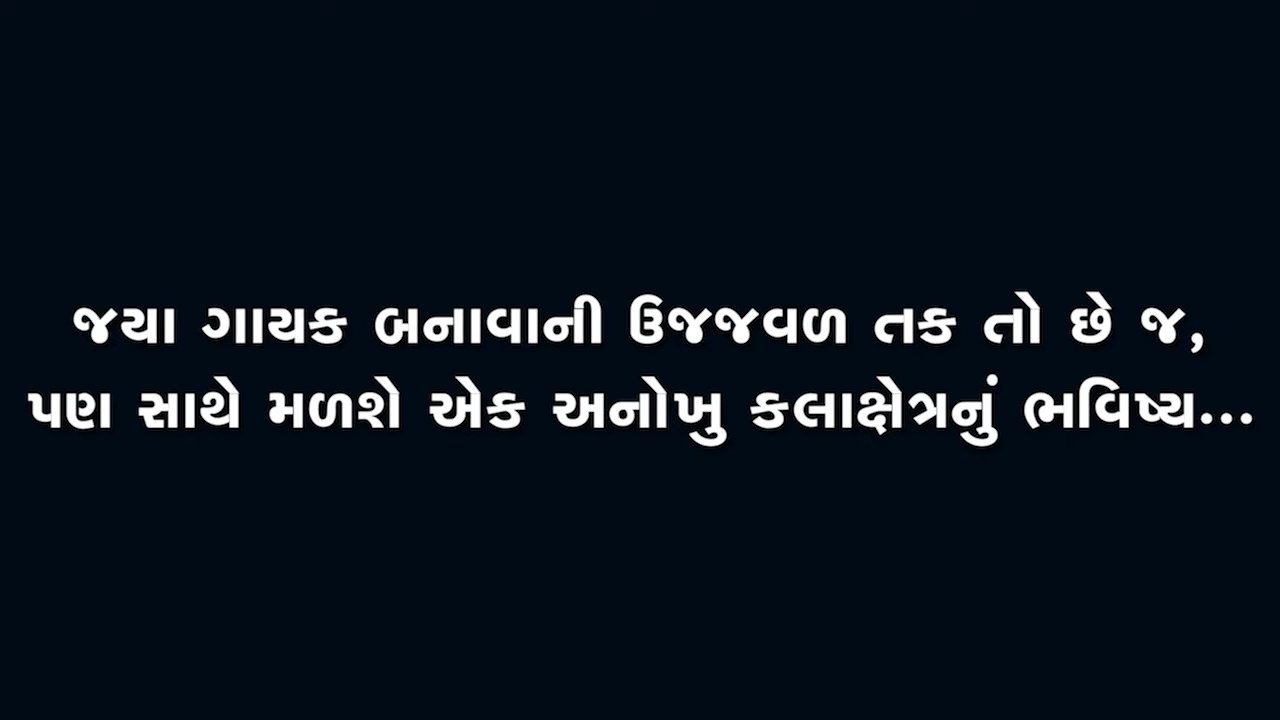 જયા ગાયક બનાવાની ઉજજવળ તક તો છે જ,
પણ સાથે મળશે એક અનોખુ કલાક્ષેત્રનું ભવિષ્ય...